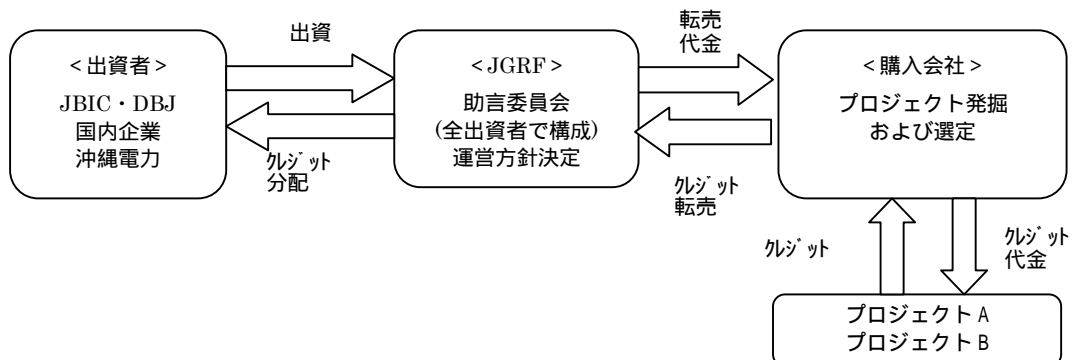 <出資者>
JBIC・DBJ
国内企業
沖縄電力
出資
クレジット
分配
<JGRF>
助言委員会
(全出資者で構成)
運営方針決定
転売
代金
クレジット
転売
<購入会社>
プロジェクト発掘
および選定
クレジット
クレジット
代金
プロジェクト A
プロジェクト B